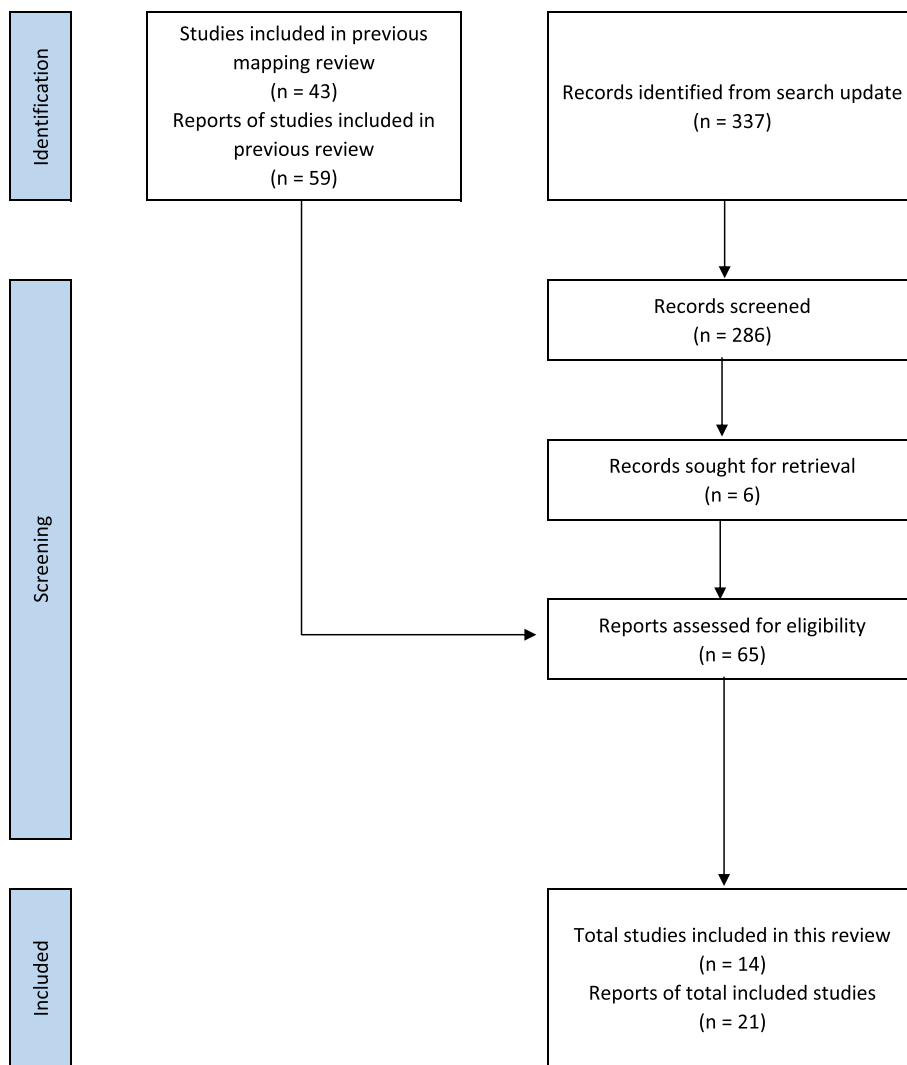 Identification
Studies included in previous
mapping review
(n = 43)
Reports of studies included in
previous review
(n = 59)
Records identified from search update
(n = 337)
Screening
Records screened
(n = 286)
Records sought for retrieval
(n = 6)
Reports assessed for eligibility
(n = 65)
Included
Total studies included in this review
(n = 14)
Reports of total included studies
(n = 21)